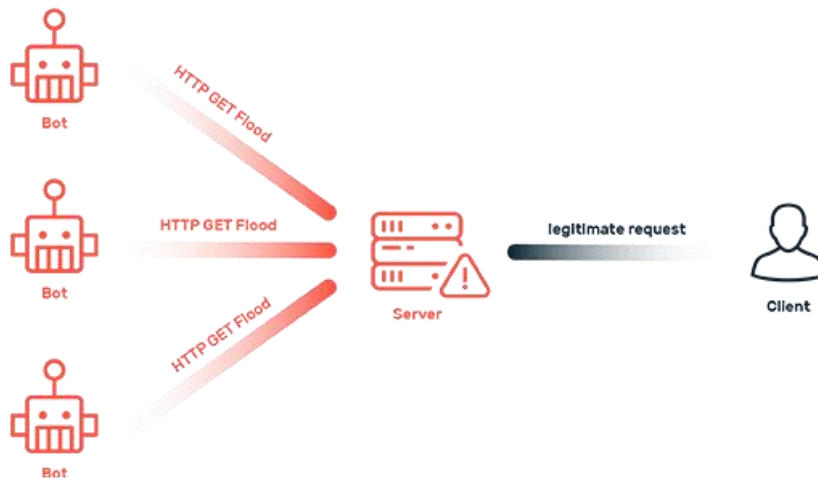 HTTP GET Flood
Bot
HTTP GET Flood
legitimate request
Bot
Client
Server
HTTP GET Flood
Bot